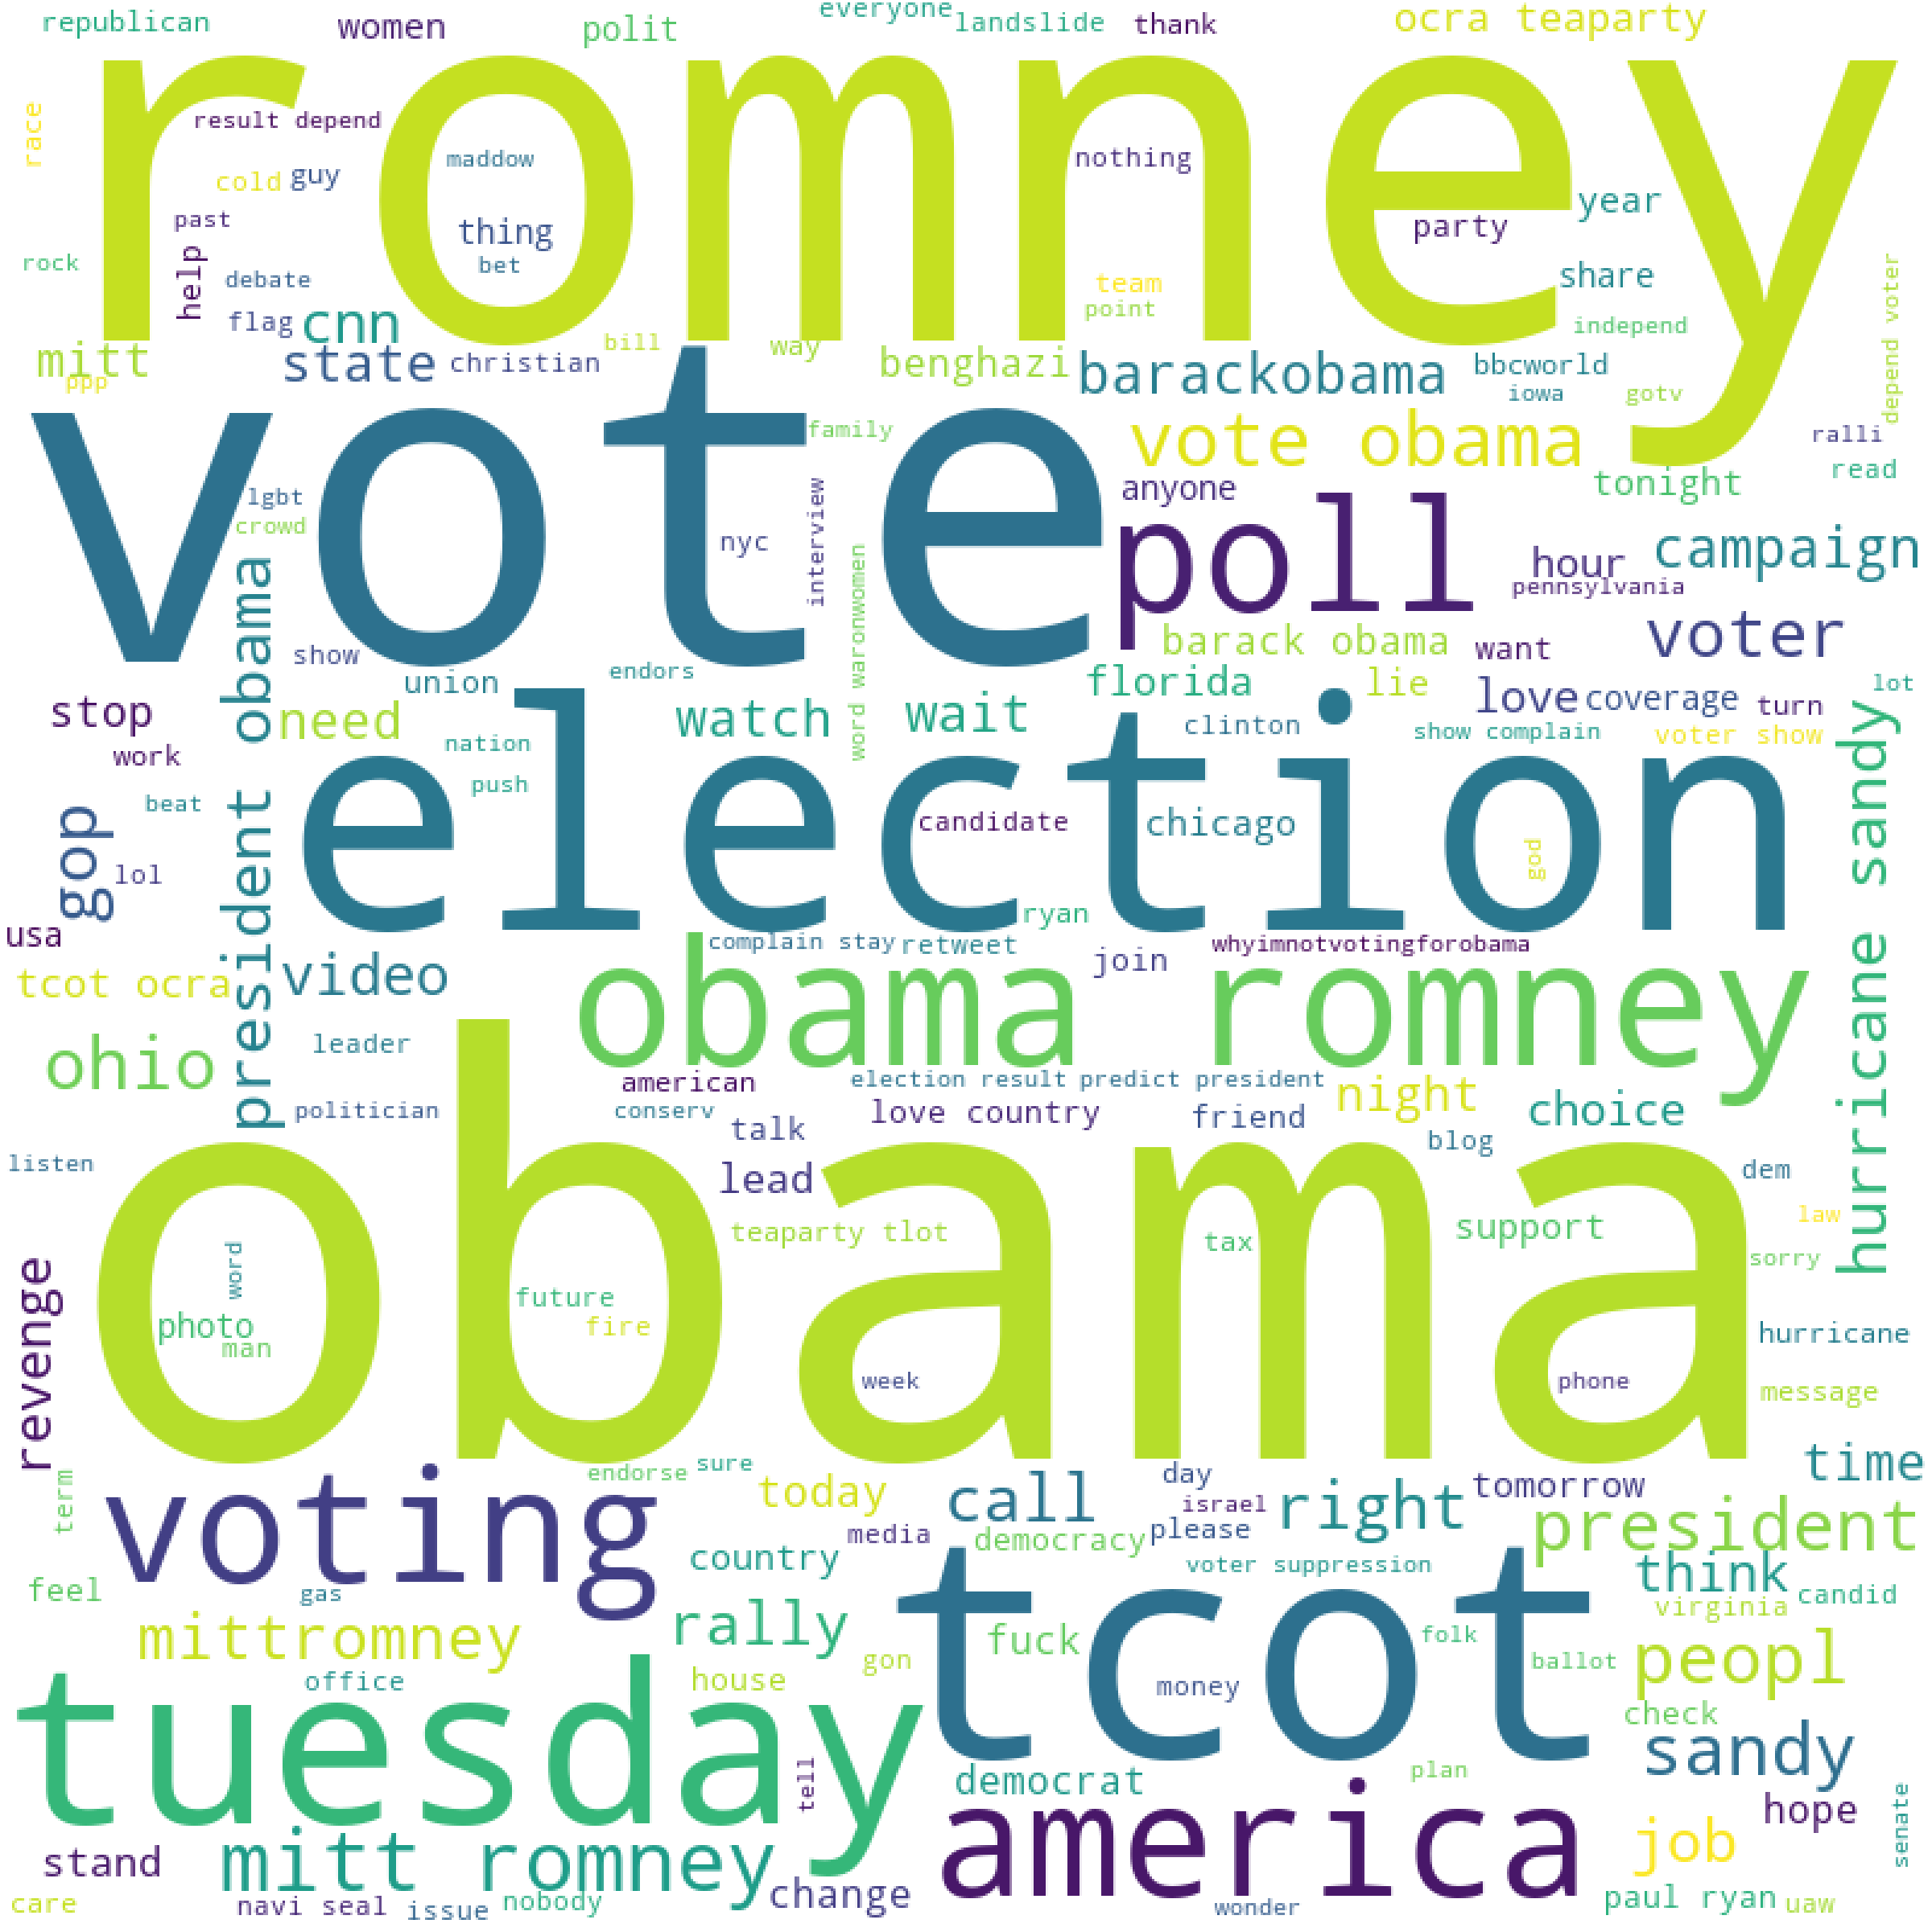 republican
women
polit
everyone
landslide
thank
ocra teaparty
romney
race
result depend
maddow
nothing
cold
guy
past
thing
party
year
help
rock
debate
bet
team
share
point
flag
cnn
independ
depend voter
mitt
ppp
state
christian
bill
way
benghazi
barackobama
bbcworld
iowa
gotv
vote
family
vote obama
ralli
read
lgbt
crowd
nyc
interview
anyone
tonight
poll
campaign
hour
pennsylvania
president obama
word waronwomen
barack obama
want
voter
show
union
endors
florida
lie
love
coverage
turn
lot
stop
need
watch
wait
clinton
show complain
voter show
hurricane sandy
work
nation
push
election
beat
candidate
chicago
god
gop
lol
ryan
usa
complain stay
retweet
join
whyimnotvotingforobama
tcot ocra
video
obama romney
ohio
leader
american
election result
predict president
night
choice
politician
conserv
talk
love country
friend
blog
listen
lead
dem
obama
teaparty tlot
tax
support
law
sorry
word
revenge
photo
man
future
fire
hurricane
week
phone
message
term
voting
endorse
sure
today
call
day
israel
right
tomorrow
time
media
democracy
please
president
country
voter suppression
think
candid
feel
gas
tcot
virginia
mittromney
rally
gon
fuck
folk
ballot
peopl
office
house
money
check
tuesday
tell
democrat
plan
sandy
america
job
hope
senate
stand
mitt romney
change
care
navi seal
issue
nobody
wonder
paul ryan
uaw